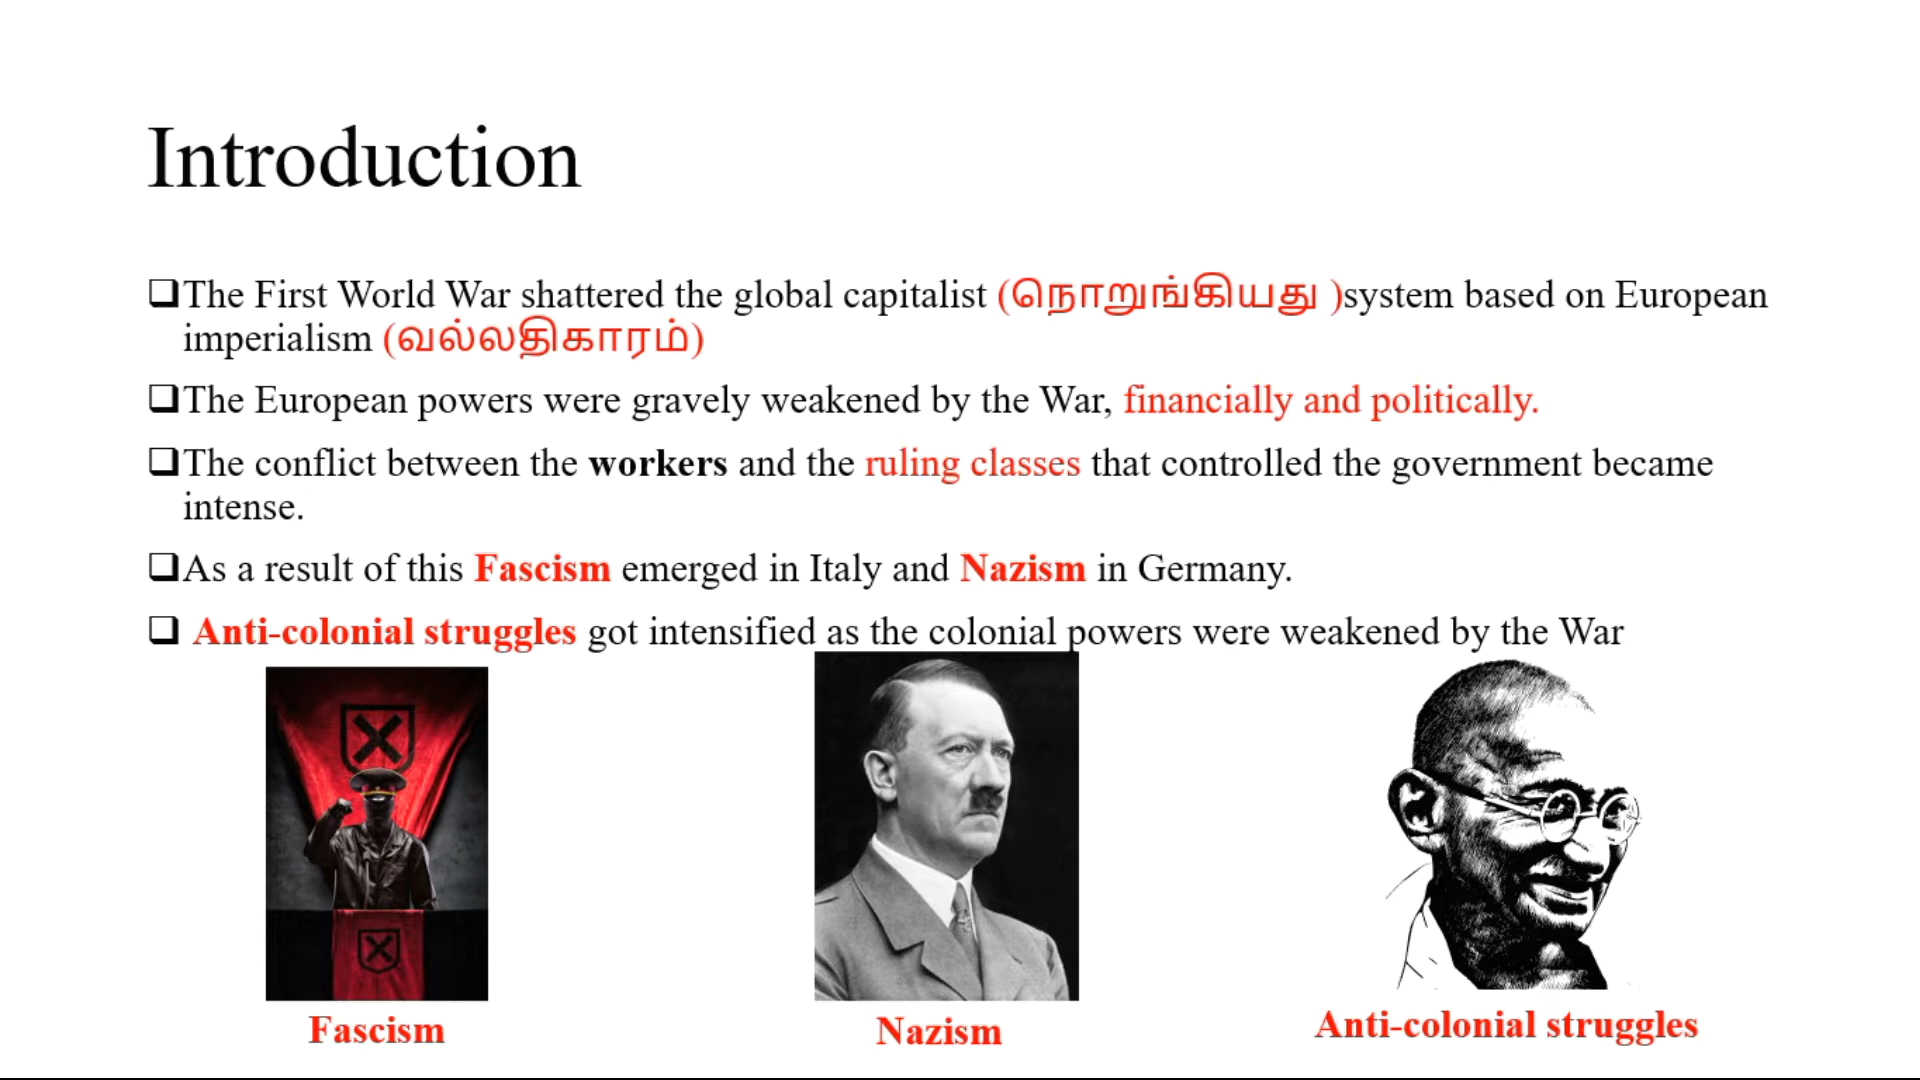 Introduction
❑The First World War shattered the global capitalist (நொறுங்கியது )system based on European
imperialism (வல்லதிகாரம்)
❑The European powers were gravely weakened by the War, financially and politically.
❑The conflict between the workers and the ruling classes that controlled the government became
intense.
❑As a result of this Fascism emerged in Italy and Nazism in Germany.
❑ Anti-colonial struggles got intensified as the colonial powers were weakened by the War
Fascism
Nazism
Anti-colonial struggles